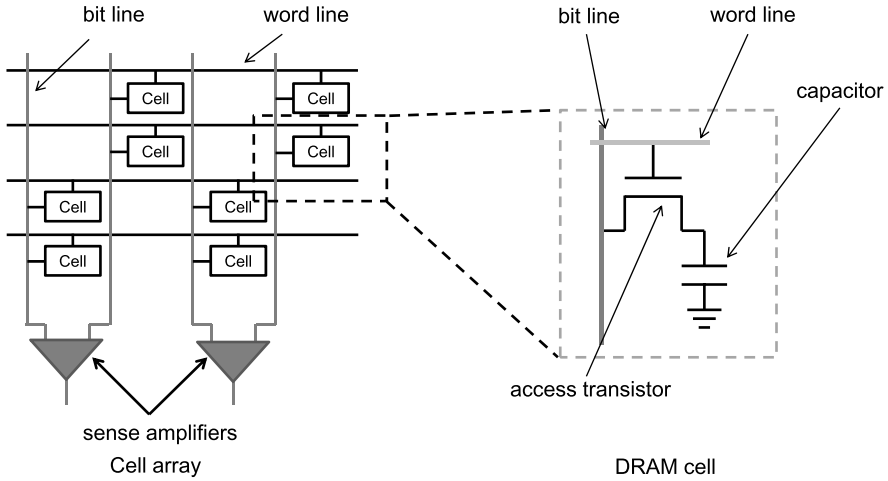 bit line
word line
Cell
Cell
Cell
Cell
Cell
Cell
Cell
Cell
sense amplifiers
Cell array
bit line
word line
capacitor
access transistor
DRAM cell